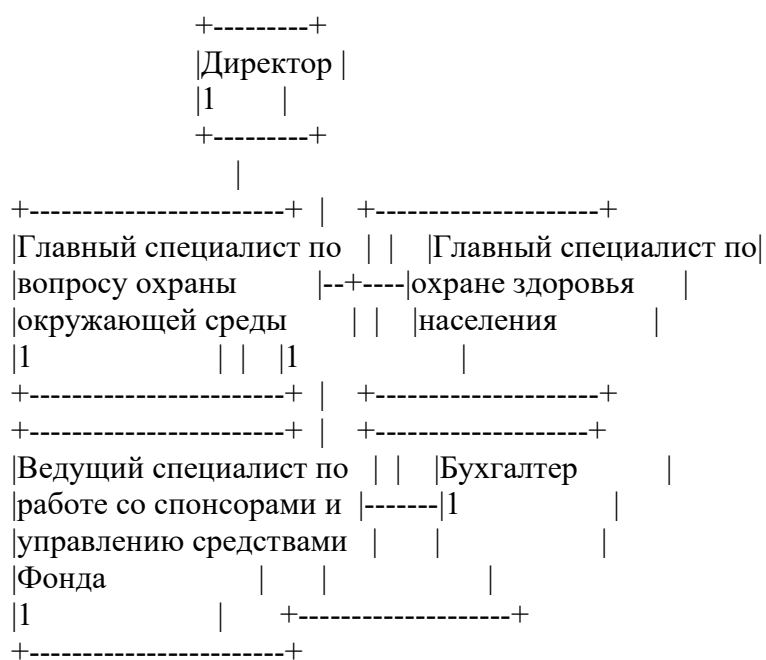 +---------+
|Директор |
|1        |
+---------+
|
+------------------------+  |   +---------------------+
|Главный специалист по   | |   |Главный специалист по|
|вопросу охраны          |--+----|охране здоровья      |
|окружающей среды        | |   |населения            |
|1                       | |   |1                    |
+------------------------+  |   +---------------------+
+------------------------+  |   +--------------------+
|Ведущий специалист по   | |   |Бухгалтер           |
|работе со спонсорами и  |-------|1                   |
|управлению средствами   |     |                    |
|Фонда                   |     |                    |
|1                       |     +--------------------+
+------------------------+